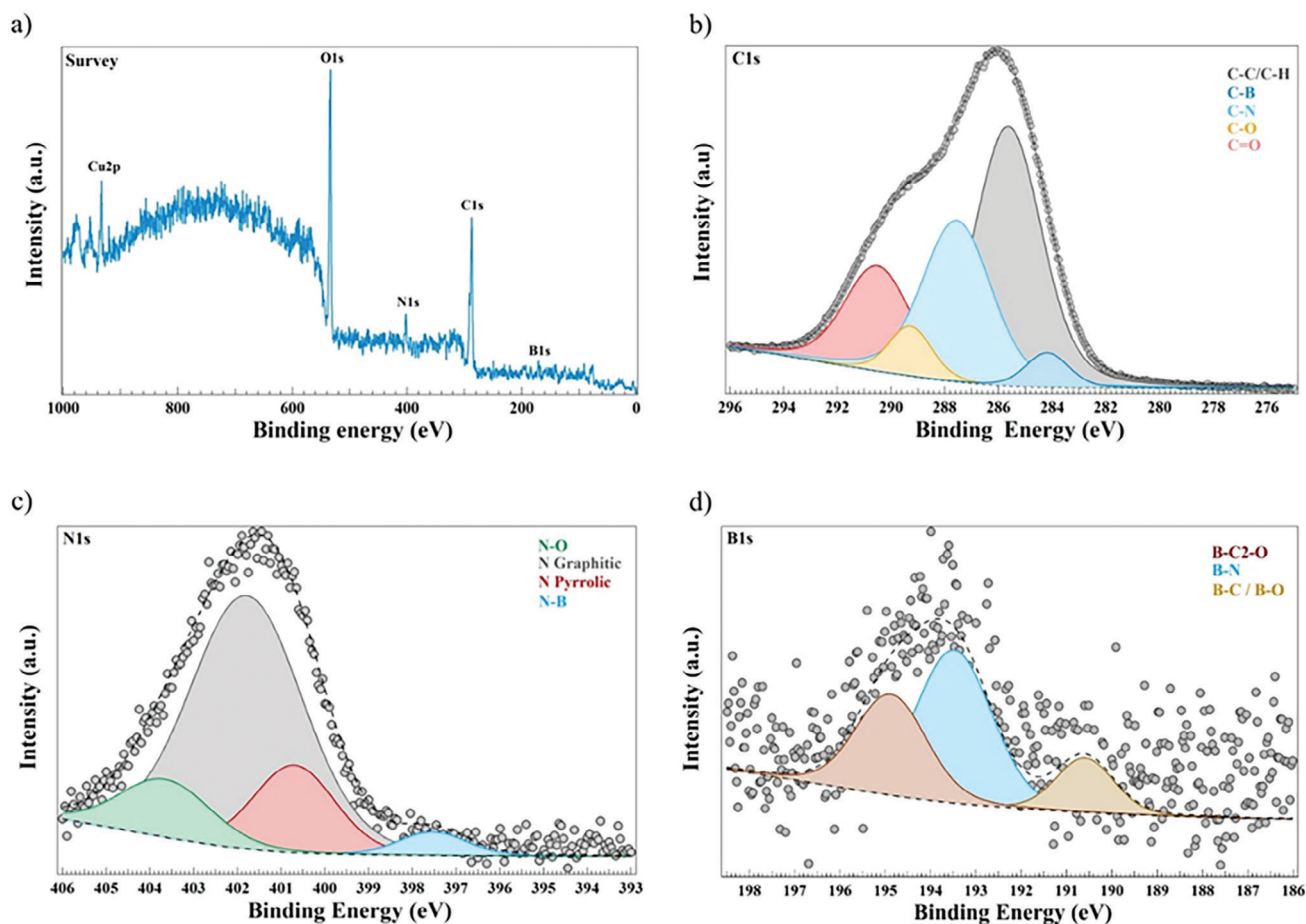 a)
Survey
O1s
Cu2p
C1s
N1s
B1s
Intensity (a.u.)
1000 800 600 400 200 0
Binding energy (eV)
b)
C1s
C-C/C-H
C-B
C-N
C-O
C=O
Intensity (a.u)
296 294 292 290 288 286 284 282 280 278 276
Binding Energy (eV)
c)
N1s
N-O
N Graphitic
N Pyrrolic
N-B
Intensity (a.u.)
406 405 404 403 402 401 400 399 398 397 396 395 394 393
Binding Energy (eV)
d)
B1s
B-C2-O
B-N
B-C / B-O
Intensity (a.u.)
198 197 196 195 194 193 192 191 190 189 188 187 186
Binding Energy (eV)